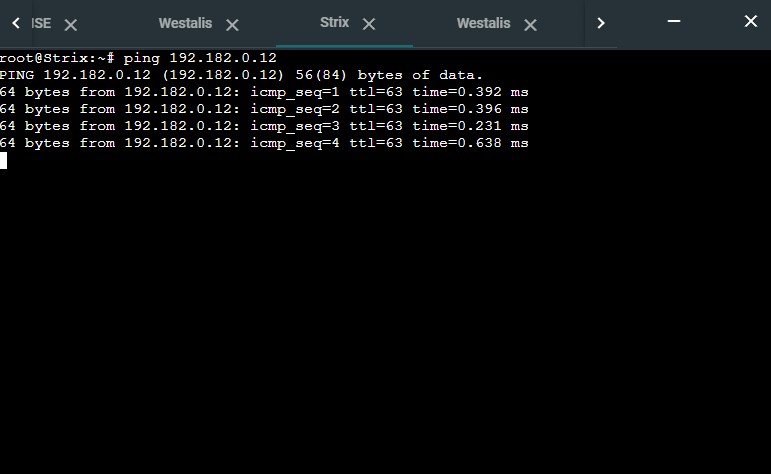 ISE Westalis Strix Westalis
root@Strix:~# ping 192.182.0.12
PING 192.182.0.12 (192.182.0.12) 56(84) bytes of data.
64 bytes from 192.182.0.12: icmp_seq=1 ttl=63 time=0.392 ms
64 bytes from 192.182.0.12: icmp_seq=2 ttl=63 time=0.396 ms
64 bytes from 192.182.0.12: icmp_seq=3 ttl=63 time=0.231 ms
64 bytes from 192.182.0.12: icmp_seq=4 ttl=63 time=0.638 ms